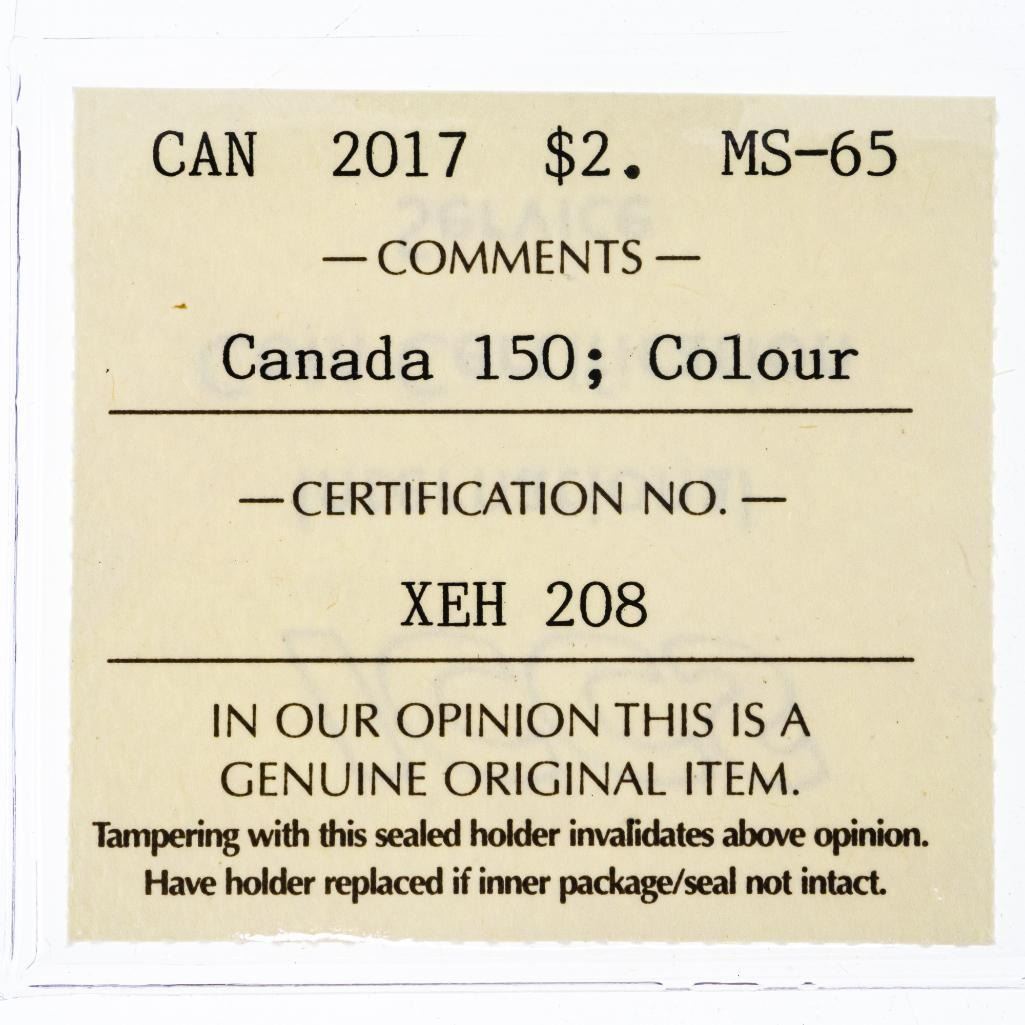 CAN 2017 $2. MS-65
— COMMENTS —
Canada 150; Colour
— CERTIFICATION NO. —
XEH 208
IN OUR OPINION THIS IS A
GENUINE ORIGINAL ITEM.
Tampering with this sealed holder invalidates above opinion.
Have holder replaced if inner package/seal not intact.